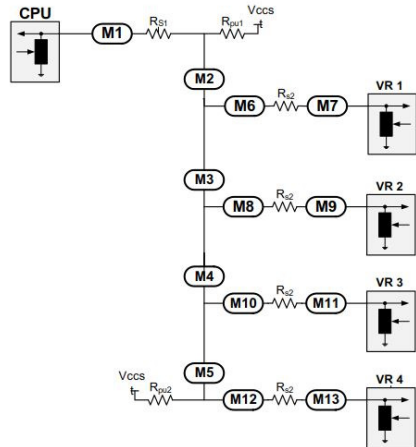 CPU
M1
RS1
Rpu1
Vccs
M2
M6
Rs2
M7
VR 1
M3
M8
Rs2
M9
VR 2
M4
M10
Rs2
M11
VR 3
M5
Vccs
Rpu2
M12
Rs2
M13
VR 4